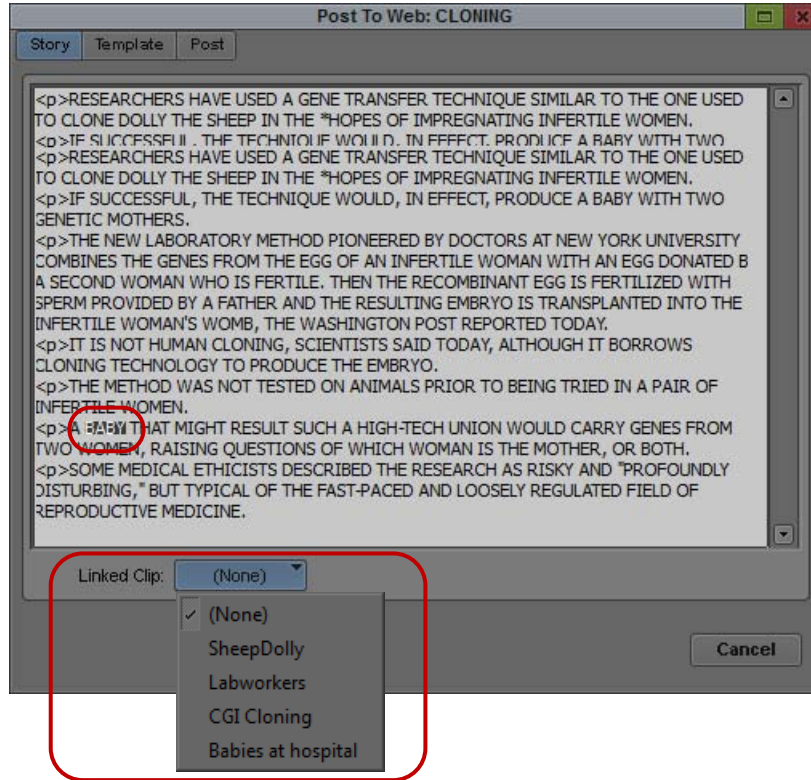 Post To Web: CLONING
Story Template Post
<p>RESEARCHERS HAVE USED A GENE TRANSFER TECHNIQUE SIMILAR TO THE ONE USED
TO CLONE DOLLY THE SHEEP IN THE *HOPES OF IMPREGNATING INFERTILE WOMEN.
<p>IF SUCCESSFUL, THE TECHNIQUE WOULD, IN EFFECT, PRODUCE A BABY WITH TWO
<p>RESEARCHERS HAVE USED A GENE TRANSFER TECHNIQUE SIMILAR TO THE ONE USED
TO CLONE DOLLY THE SHEEP IN THE *HOPES OF IMPREGNATING INFERTILE WOMEN.
<p>IF SUCCESSFUL, THE TECHNIQUE WOULD, IN EFFECT, PRODUCE A BABY WITH TWO
GENETIC MOTHERS.
<p>THE NEW LABORATORY METHOD PIONEERED BY DOCTORS AT NEW YORK UNIVERSITY
COMBINES THE GENES FROM THE EGG OF AN INFERTILE WOMAN WITH AN EGG DONATED B
A SECOND WOMAN WHO IS FERTILE. THEN THE RECOMBINANT EGG IS FERTILIZED WITH
SPERM PROVIDED BY A FATHER AND THE RESULTING EMBRYO IS TRANSPLANTED INTO THE
INFERTILE WOMAN'S WOMB, THE WASHINGTON POST REPORTED TODAY.
<p>IT IS NOT HUMAN CLONING, SCIENTISTS SAID TODAY, ALTHOUGH IT BORROWS
CLONING TECHNOLOGY TO PRODUCE THE EMBRYO.
<p>THE METHOD WAS NOT TESTED ON ANIMALS PRIOR TO BEING TRIED IN A PAIR OF
INFERTILE WOMEN.
<p>A BABY THAT MIGHT RESULT SUCH A HIGH-TECH UNION WOULD CARRY GENES FROM
TWO WOMEN, RAISING QUESTIONS OF WHICH WOMAN IS THE MOTHER, OR BOTH.
<p>SOME MEDICAL ETHICISTS DESCRIBED THE RESEARCH AS RISKY AND "PROFOUNDLY
DISTURBING," BUT TYPICAL OF THE FAST-PACED AND LOOSELY REGULATED FIELD OF
REPRODUCTIVE MEDICINE.
Linked Clip: (None)
(None)
SheepDolly
Labworkers
CGI Cloning
Babies at hospital
Cancel